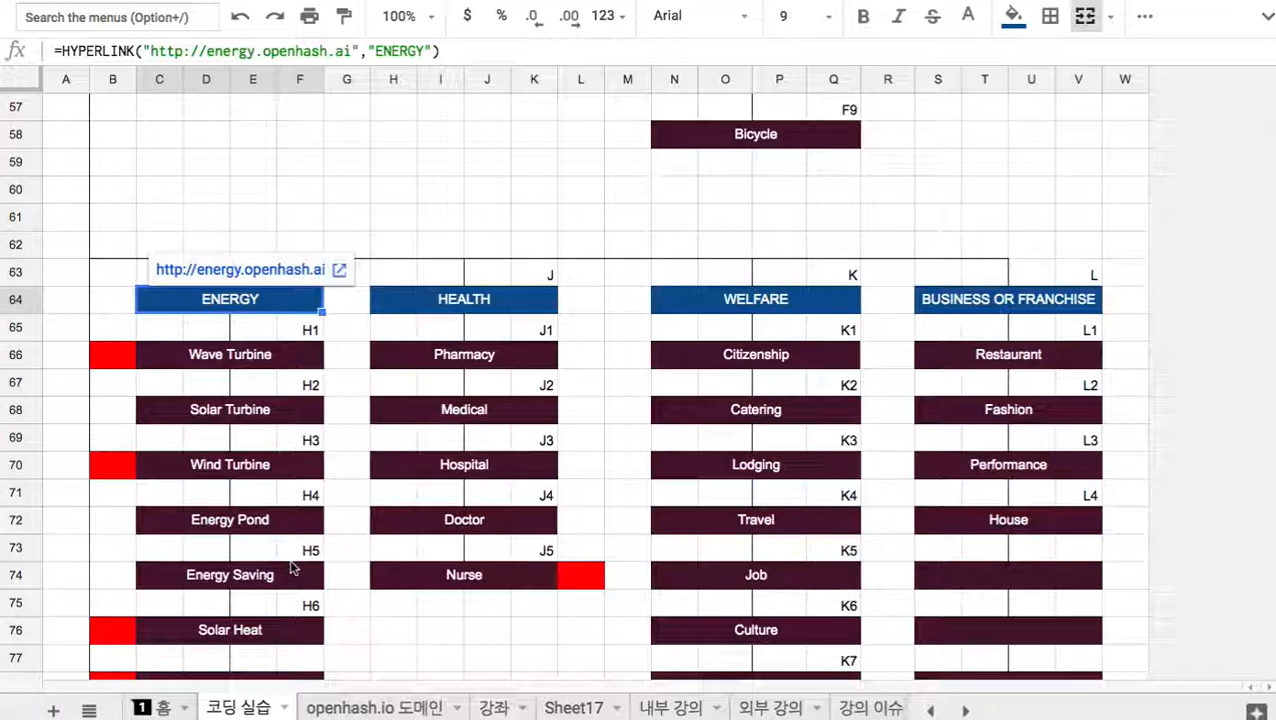 Search the menus (Option+/)
100%
$
%
.0
.00
123
Arial
9
B
I
S
A
fx
=HYPERLINK("http://energy.openhash.ai","ENERGY")
A B C D E F G H I J K L M N O P Q R S T U V W
57 F9
58 Bicycle
59
60
61
62
http://energy.openhash.ai
63 J K L
64 ENERGY HEALTH WELFARE BUSINESS OR FRANCHISE
65 H1 J1 K1 L1
66 Wave Turbine Pharmacy Citizenship Restaurant
67 H2 J2 K2 L2
68 Solar Turbine Medical Catering Fashion
69 H3 J3 K3 L3
70 Wind Turbine Hospital Lodging Performance
71 H4 J4 K4 L4
72 Energy Pond Doctor Travel House
73 H5 J5 K5
74 Energy Saving Nurse Job
75 H6 K6
76 Solar Heat Culture
77 K7
1 홈 코딩 실습 openhash.io 도메인 강좌 Sheet17 내부 강의 외부 강의 강의 이슈